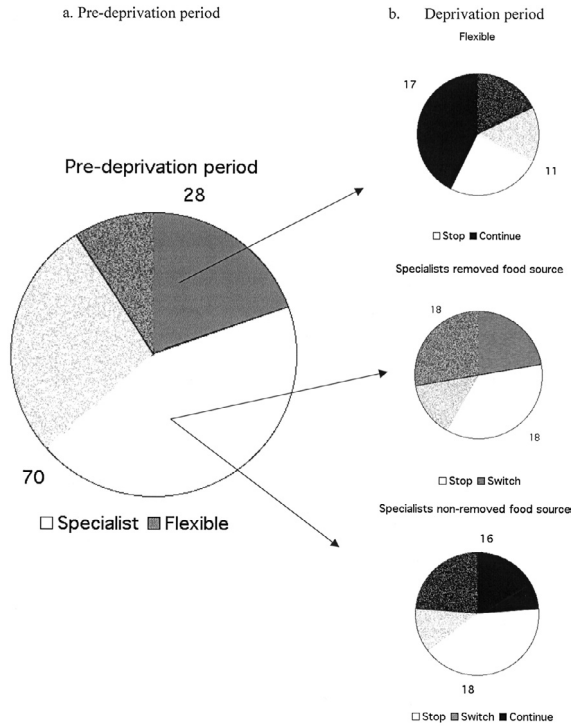 a. Pre-deprivation period
b. Deprivation period
Flexible
17
11
Stop Continue
Pre-deprivation period
28
70
Specialist Flexible
Specialists removed food source
18
18
Stop Switch
Specialists non-removed food source
16
18
Stop Switch Continue